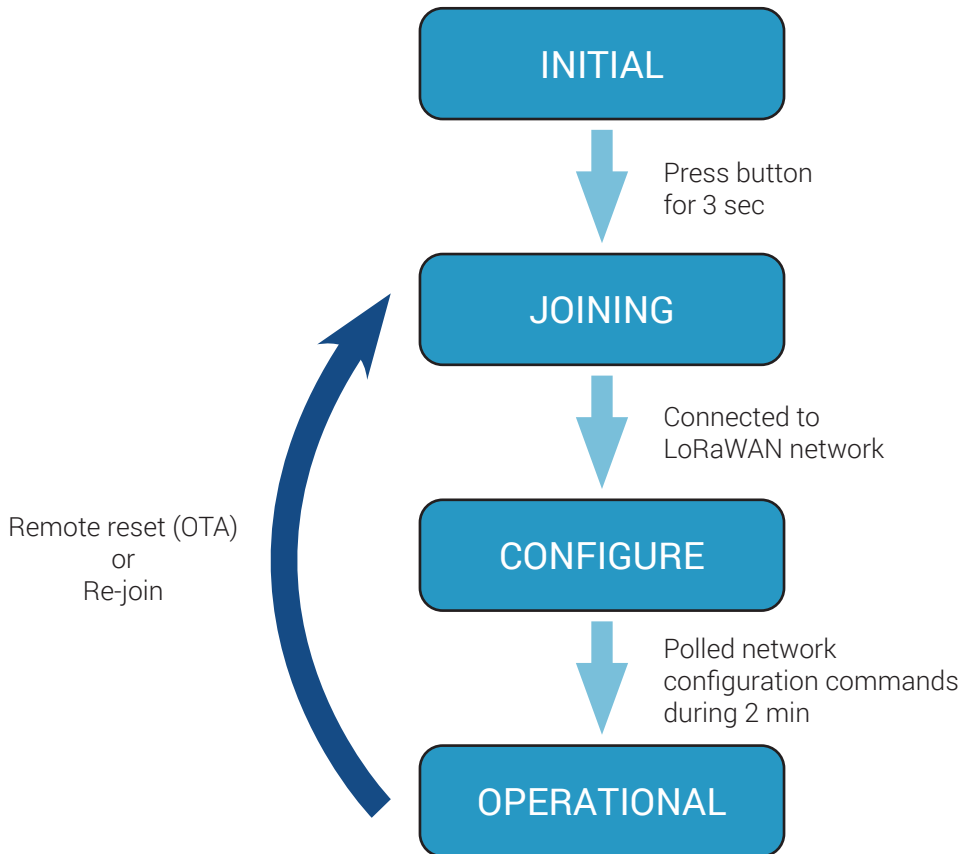 INITIAL
Press button
for 3 sec
JOINING
Connected to
LoRaWAN network
Remote reset (OTA)
or
Re-join
CONFIGURE
Polled network
configuration commands
during 2 min
OPERATIONAL